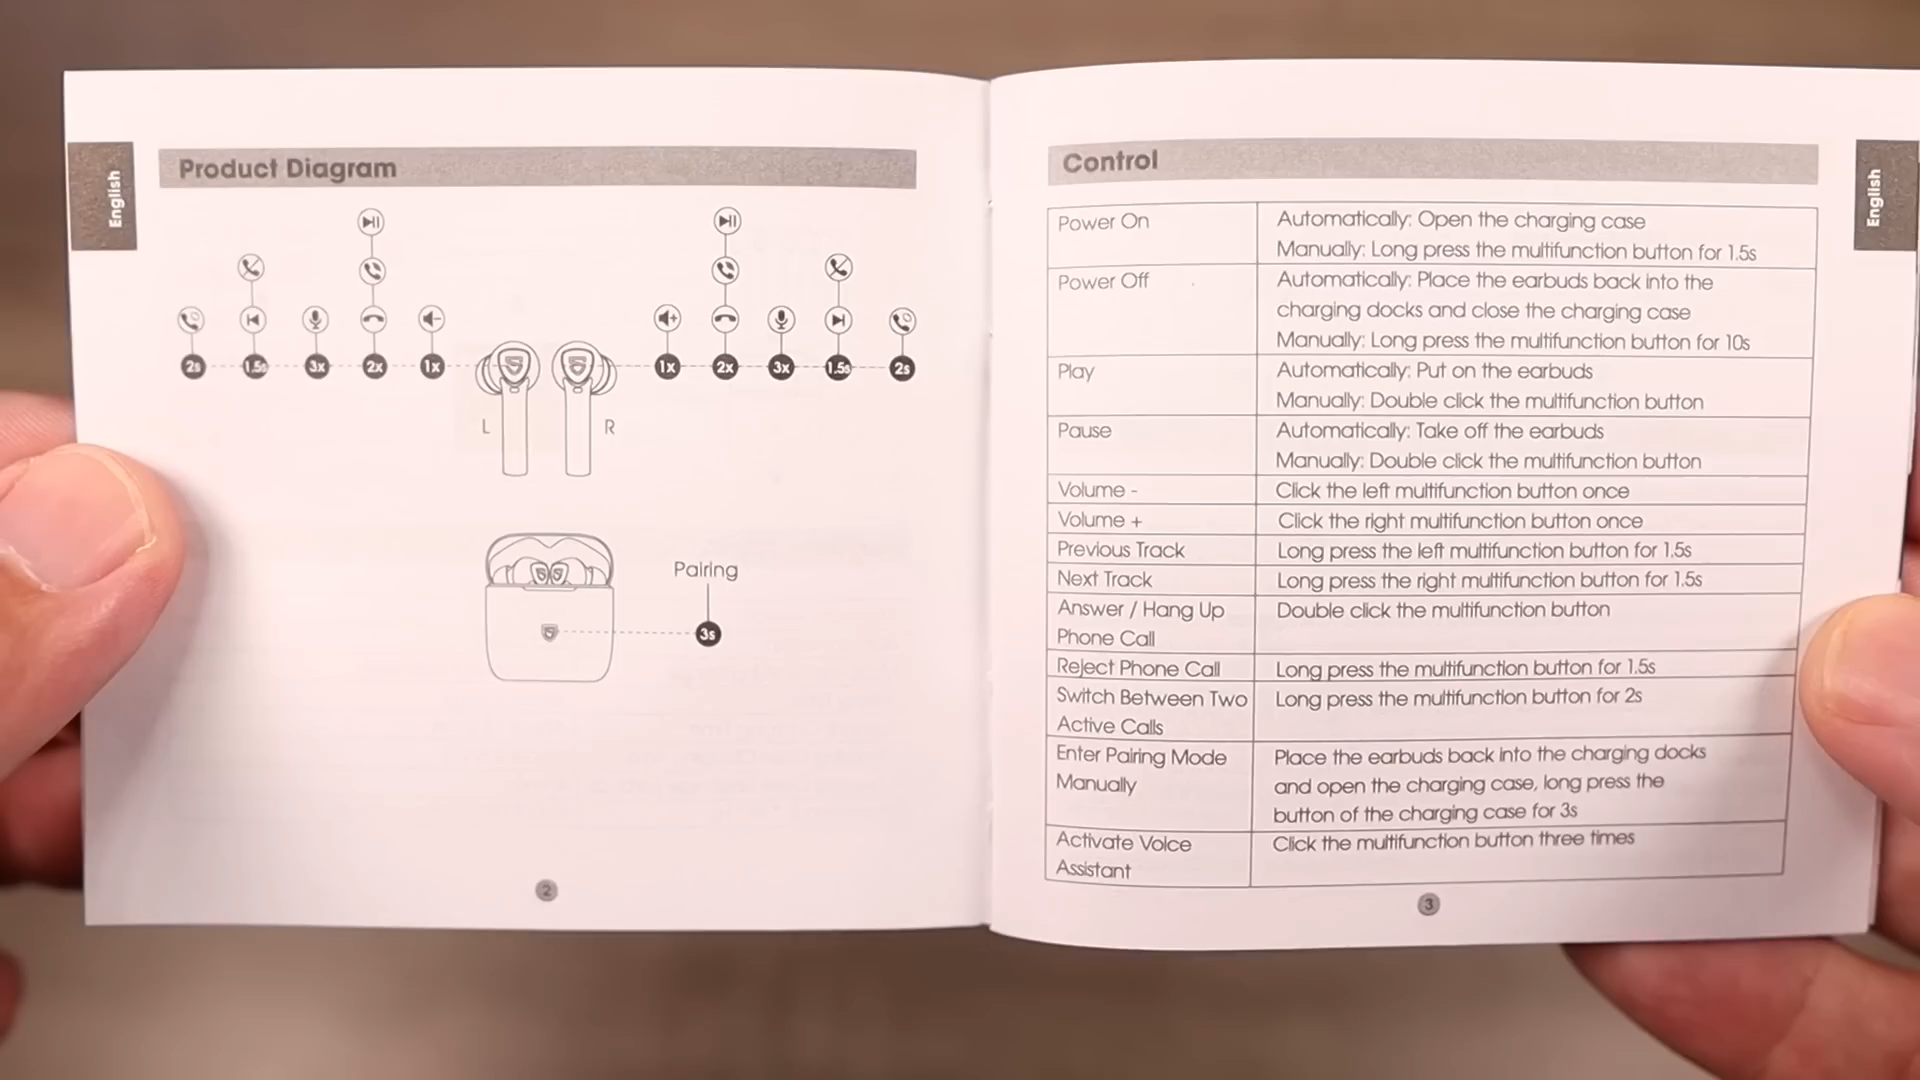 English
Product Diagram
2s 1.5s 3x 2x 1x 1x 2x 3x 1.5s 2s
L R
Pairing
3s
2
Control
English
Power On Automatically: Open the charging case
Manually: Long press the multifunction button for 1.5s
Power Off Automatically: Place the earbuds back into the
charging docks and close the charging case
Manually: Long press the multifunction button for 10s
Play Automatically: Put on the earbuds
Manually: Double click the multifunction button
Pause Automatically: Take off the earbuds
Manually: Double click the multifunction button
Volume - Click the left multifunction button once
Volume + Click the right multifunction button once
Previous Track Long press the left multifunction button for 1.5s
Next Track Long press the right multifunction button for 1.5s
Answer / Hang Up Double click the multifunction button
Phone Call
Reject Phone Call Long press the multifunction button for 1.5s
Switch Between Two Long press the multifunction button for 2s
Active Calls
Enter Pairing Mode Place the earbuds back into the charging docks
Manually and open the charging case, long press the
button of the charging case for 3s
Activate Voice Click the multifunction button three times
Assistant
3